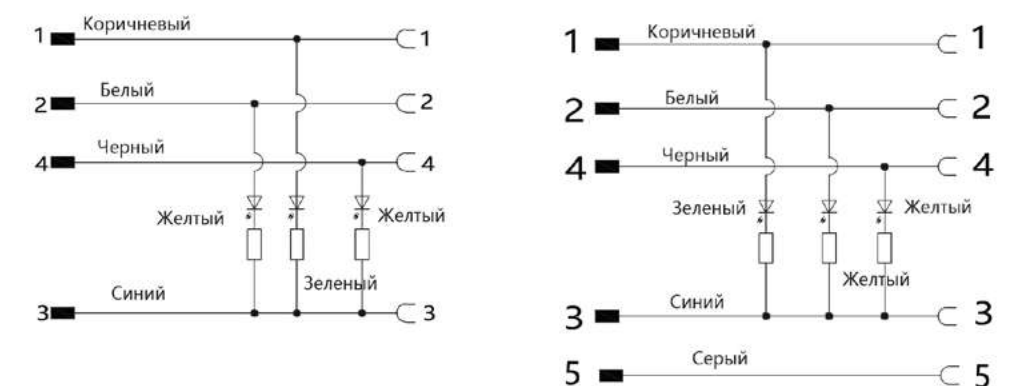 1 Коричневый 1
2 Белый 2
4 Черный 4
Желтый Желтый
Зеленый
3 Синий 3
1 Коричневый 1
2 Белый 2
4 Черный 4
Зеленый Желтый
Желтый
3 Синий 3
5 Серый 5